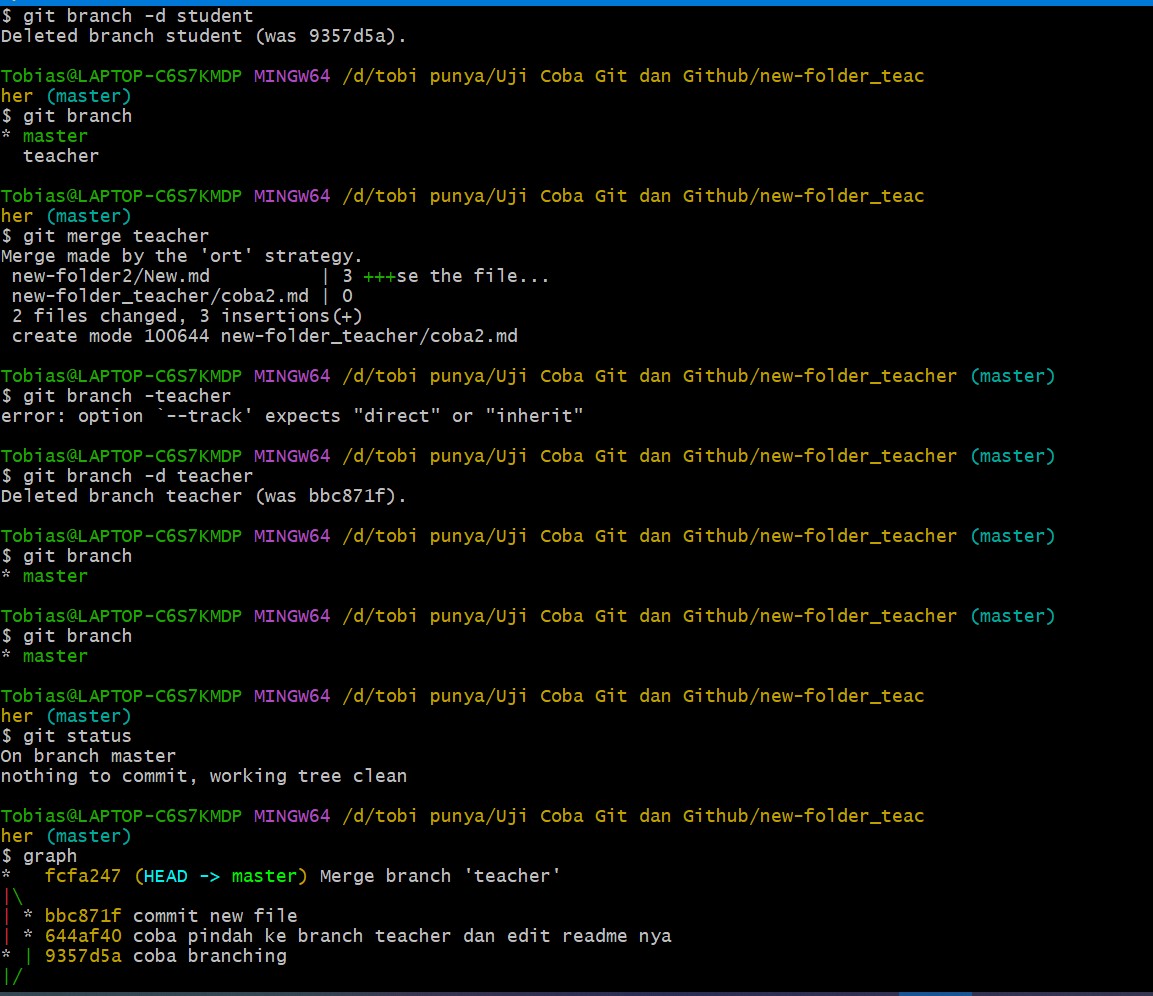 $ git branch -d student
Deleted branch student (was 9357d5a).
Tobias@LAPTOP-C6S7KMDP MINGW64 /d/tobi punya/Uji Coba Git dan Github/new-folder_teac
her (master)
$ git branch
* master
  teacher
Tobias@LAPTOP-C6S7KMDP MINGW64 /d/tobi punya/Uji Coba Git dan Github/new-folder_teac
her (master)
$ git merge teacher
Merge made by the 'ort' strategy.
 new-folder2/New.md          | 3 +++se the file...
 new-folder_teacher/coba2.md | 0
 2 files changed, 3 insertions(+)
 create mode 100644 new-folder_teacher/coba2.md
Tobias@LAPTOP-C6S7KMDP MINGW64 /d/tobi punya/Uji Coba Git dan Github/new-folder_teacher (master)
$ git branch -teacher
error: option `--track' expects "direct" or "inherit"
Tobias@LAPTOP-C6S7KMDP MINGW64 /d/tobi punya/Uji Coba Git dan Github/new-folder_teacher (master)
$ git branch -d teacher
Deleted branch teacher (was bbc871f).
Tobias@LAPTOP-C6S7KMDP MINGW64 /d/tobi punya/Uji Coba Git dan Github/new-folder_teacher (master)
$ git branch
* master
Tobias@LAPTOP-C6S7KMDP MINGW64 /d/tobi punya/Uji Coba Git dan Github/new-folder_teacher (master)
$ git branch
* master
Tobias@LAPTOP-C6S7KMDP MINGW64 /d/tobi punya/Uji Coba Git dan Github/new-folder_teac
her (master)
$ git status
On branch master
nothing to commit, working tree clean
Tobias@LAPTOP-C6S7KMDP MINGW64 /d/tobi punya/Uji Coba Git dan Github/new-folder_teac
her (master)
$ graph
*   fcfa247 (HEAD -> master) Merge branch 'teacher'
|\
| * bbc871f commit new file
| * 644af40 coba pindah ke branch teacher dan edit readme nya
* | 9357d5a coba branching
|/